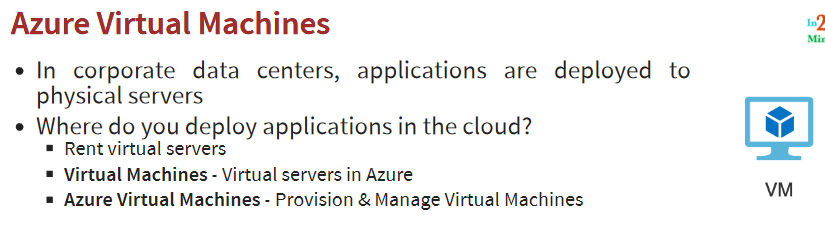 Azure Virtual Machines
In2
Mir
• In corporate data centers, applications are deployed to
physical servers
• Where do you deploy applications in the cloud?
▪ Rent virtual servers
▪ Virtual Machines - Virtual servers in Azure
▪ Azure Virtual Machines - Provision & Manage Virtual Machines
VM